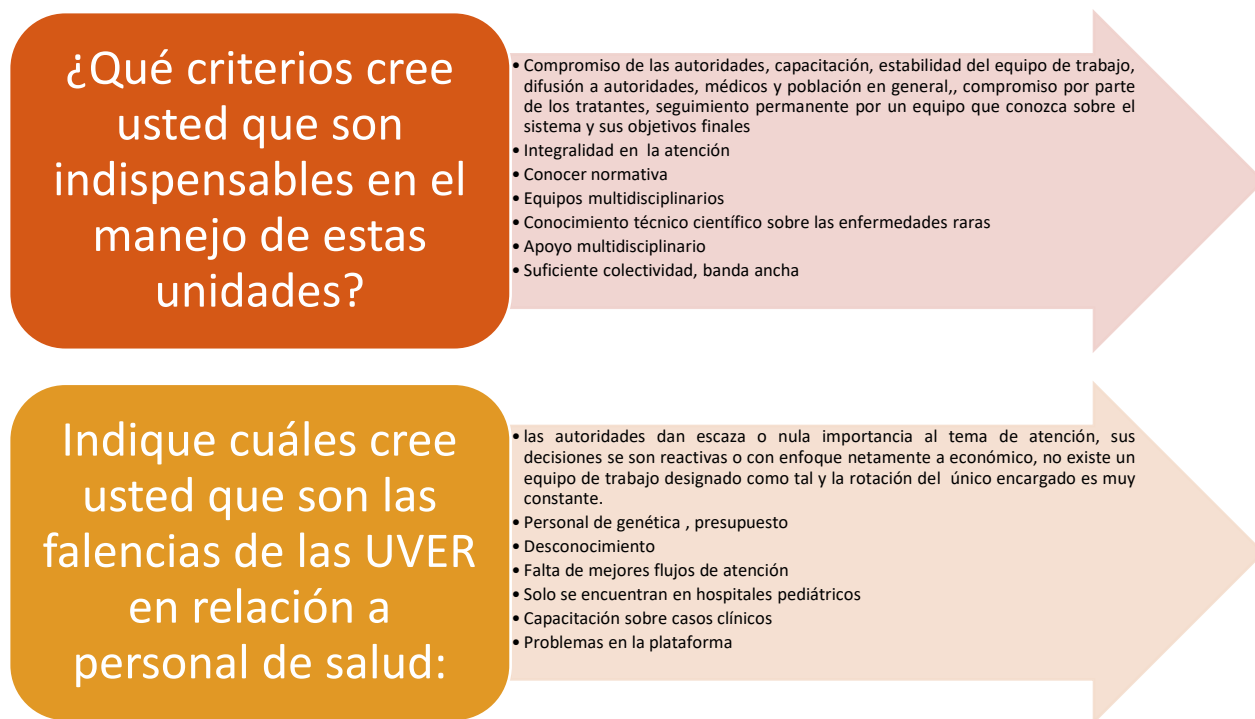 ¿Qué criterios cree
usted que son
indispensables en el
manejo de estas
unidades?
• Compromiso de las autoridades, capacitación, estabilidad del equipo de trabajo,
difusión a autoridades, médicos y población en general,, compromiso por parte
de los tratantes, seguimiento permanente por un equipo que conozca sobre el
sistema y sus objetivos finales
• Integralidad en la atención
• Conocer normativa
• Equipos multidisciplinarios
• Conocimiento técnico científico sobre las enfermedades raras
• Apoyo multidisciplinario
• Suficiente colectividad, banda ancha
Indique cuáles cree
usted que son las
falencias de las UVER
en relación a
personal de salud:
• las autoridades dan escaza o nula importancia al tema de atención, sus
decisiones se son reactivas o con enfoque netamente a económico, no existe un
equipo de trabajo designado como tal y la rotación del único encargado es muy
constante.
• Personal de genética , presupuesto
• Desconocimiento
• Falta de mejores flujos de atención
• Solo se encuentran en hospitales pediátricos
• Capacitación sobre casos clínicos
• Problemas en la plataforma